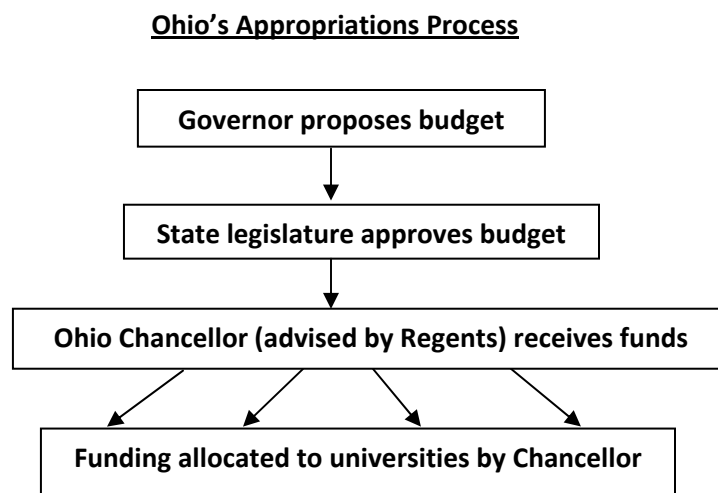 Ohio’s Appropriations Process
Governor proposes budget
State legislature approves budget
Ohio Chancellor (advised by Regents) receives funds
Funding allocated to universities by Chancellor